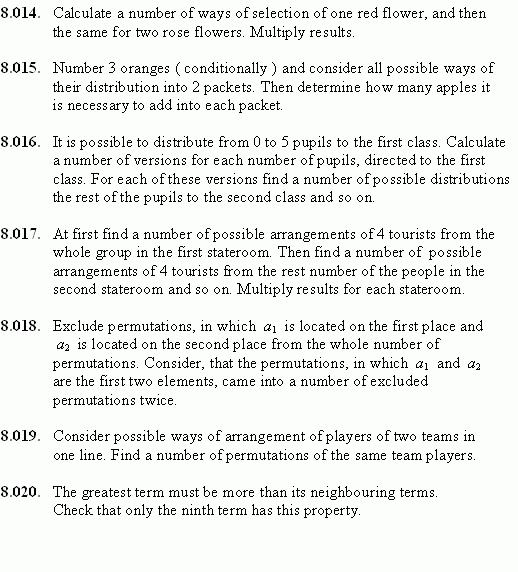 8.014. Calculate a number of ways of selection of one red flower, and then
the same for two rose flowers. Multiply results.
8.015. Number 3 oranges ( conditionally ) and consider all possible ways of
their distribution into 2 packets. Then determine how many apples it
is necessary to add into each packet.
8.016. It is possible to distribute from 0 to 5 pupils to the first class. Calculate
a number of versions for each number of pupils, directed to the first
class. For each of these versions find a number of possible distributions
the rest of the pupils to the second class and so on.
8.017. At first find a number of possible arrangements of 4 tourists from the
whole group in the first stateroom. Then find a number of possible
arrangements of 4 tourists from the rest number of the people in the
second stateroom and so on. Multiply results for each stateroom.
8.018. Exclude permutations, in which a₁ is located on the first place and
a₂ is located on the second place from the whole number of
permutations. Consider, that the permutations, in which a₁ and a₂
are the first two elements, came into a number of excluded
permutations twice.
8.019. Consider possible ways of arrangement of players of two teams in
one line. Find a number of permutations of the same team players.
8.020. The greatest term must be more than its neighbouring terms.
Check that only the ninth term has this property.